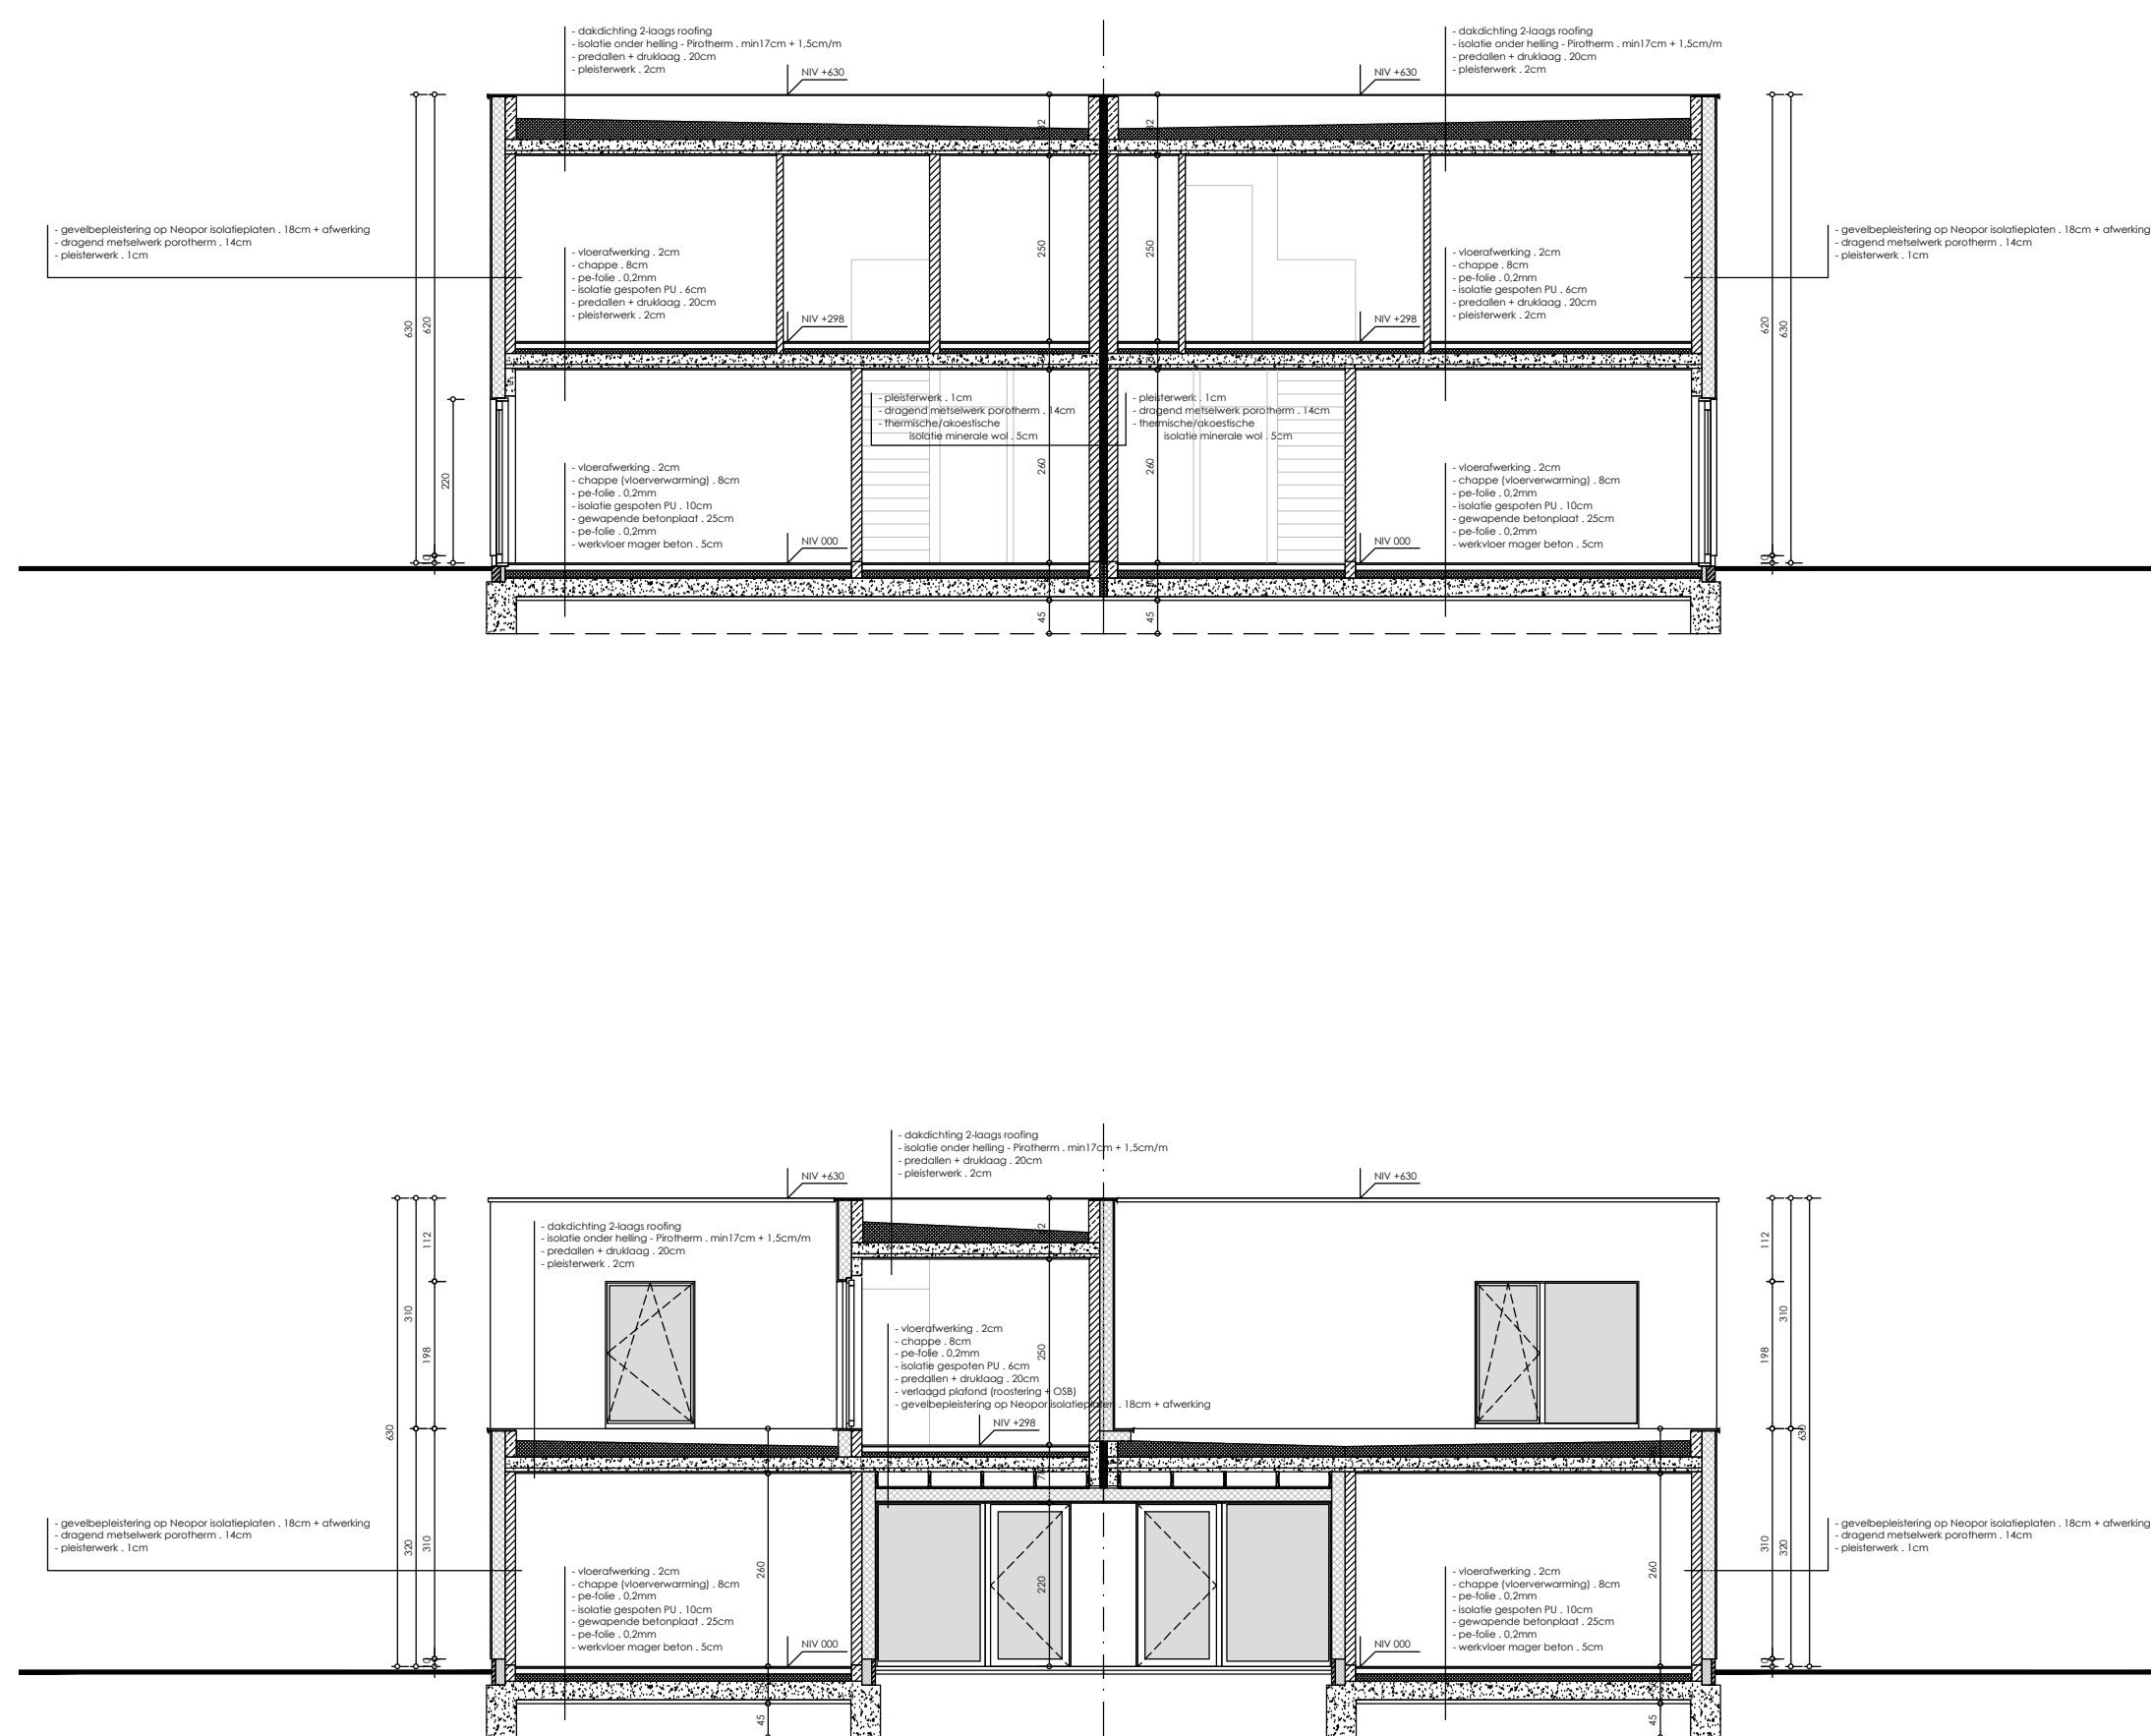 - dakdichting 2-laags roofing
- isolatie onder helling - Pirotherm . min17cm + 1,5cm/m
- predallen + druklaag . 20cm
- pleisterwerk . 2cm
NIV +630
- dakdichting 2-laags roofing
- isolatie onder helling - Pirotherm . min17cm + 1,5cm/m
- predallen + druklaag . 20cm
- pleisterwerk . 2cm
NIV +630
- gevelbepleistering op Neopor isolatieplaten . 18cm + afwerking
- dragend metselwerk porotherm . 14cm
- pleisterwerk . 1cm
630
620
220
10
- vloerafwerking . 2cm
- chappe . 8cm
- pe-folie . 0,2mm
- isolatie gespoten PU . 6cm
- predallen + druklaag . 20cm
- pleisterwerk . 2cm
NIV +298
250
250
NIV +298
- vloerafwerking . 2cm
- chappe . 8cm
- pe-folie . 0,2mm
- isolatie gespoten PU . 6cm
- predallen + druklaag . 20cm
- pleisterwerk . 2cm
- gevelbepleistering op Neopor isolatieplaten . 18cm + afwerking
- dragend metselwerk porotherm . 14cm
- pleisterwerk . 1cm
620
630
10
- pleisterwerk . 1cm
- dragend metselwerk porotherm . 14cm
- thermische/akoestische
isolatie minerale wol . 5cm
- pleisterwerk . 1cm
- dragend metselwerk porotherm . 14cm
- thermische/akoestische
isolatie minerale wol . 5cm
- vloerafwerking . 2cm
- chappe (vloerverwarming) . 8cm
- pe-folie . 0,2mm
- isolatie gespoten PU . 10cm
- gewapende betonplaat . 25cm
- pe-folie . 0,2mm
- werkvloer mager beton . 5cm
NIV 000
260
260
NIV 000
- vloerafwerking . 2cm
- chappe (vloerverwarming) . 8cm
- pe-folie . 0,2mm
- isolatie gespoten PU . 10cm
- gewapende betonplaat . 25cm
- pe-folie . 0,2mm
- werkvloer mager beton . 5cm
45
45
- dakdichting 2-laags roofing
- isolatie onder helling - Pirotherm . min17cm + 1,5cm/m
- predallen + druklaag . 20cm
- pleisterwerk . 2cm
NIV +630
NIV +630
- dakdichting 2-laags roofing
- isolatie onder helling - Pirotherm . min17cm + 1,5cm/m
- predallen + druklaag . 20cm
- pleisterwerk . 2cm
112
310
198
630
320
310
10
- vloerafwerking . 2cm
- chappe . 8cm
- pe-folie . 0,2mm
- isolatie gespoten PU . 6cm
- predallen + druklaag . 20cm
- verlaagd plafond (roostering + OSB)
- gevelbepleistering op Neopor isolatieplaten . 18cm + afwerking
250
NIV +298
112
310
198
630
310
320
10
- gevelbepleistering op Neopor isolatieplaten . 18cm + afwerking
- dragend metselwerk porotherm . 14cm
- pleisterwerk . 1cm
- gevelbepleistering op Neopor isolatieplaten . 18cm + afwerking
- dragend metselwerk porotherm . 14cm
- pleisterwerk . 1cm
- vloerafwerking . 2cm
- chappe (vloerverwarming) . 8cm
- pe-folie . 0,2mm
- isolatie gespoten PU . 10cm
- gewapende betonplaat . 25cm
- pe-folie . 0,2mm
- werkvloer mager beton . 5cm
260
NIV 000
220
NIV 000
- vloerafwerking . 2cm
- chappe (vloerverwarming) . 8cm
- pe-folie . 0,2mm
- isolatie gespoten PU . 10cm
- gewapende betonplaat . 25cm
- pe-folie . 0,2mm
- werkvloer mager beton . 5cm
260
45
45